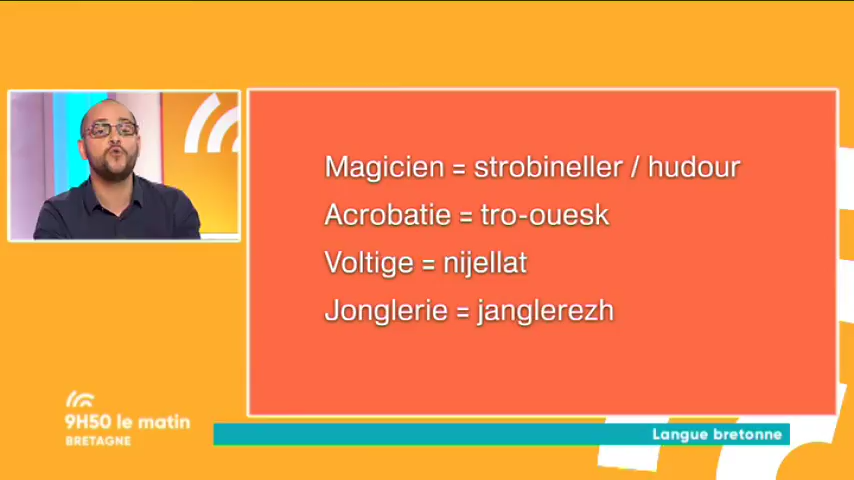 Magicien = strobineller / hudour
Acrobatie = tro-ouesk
Voltige = nijellat
Jonglerie = janglerezh
9H50 le matin
BRETAGNE
Langue bretonne